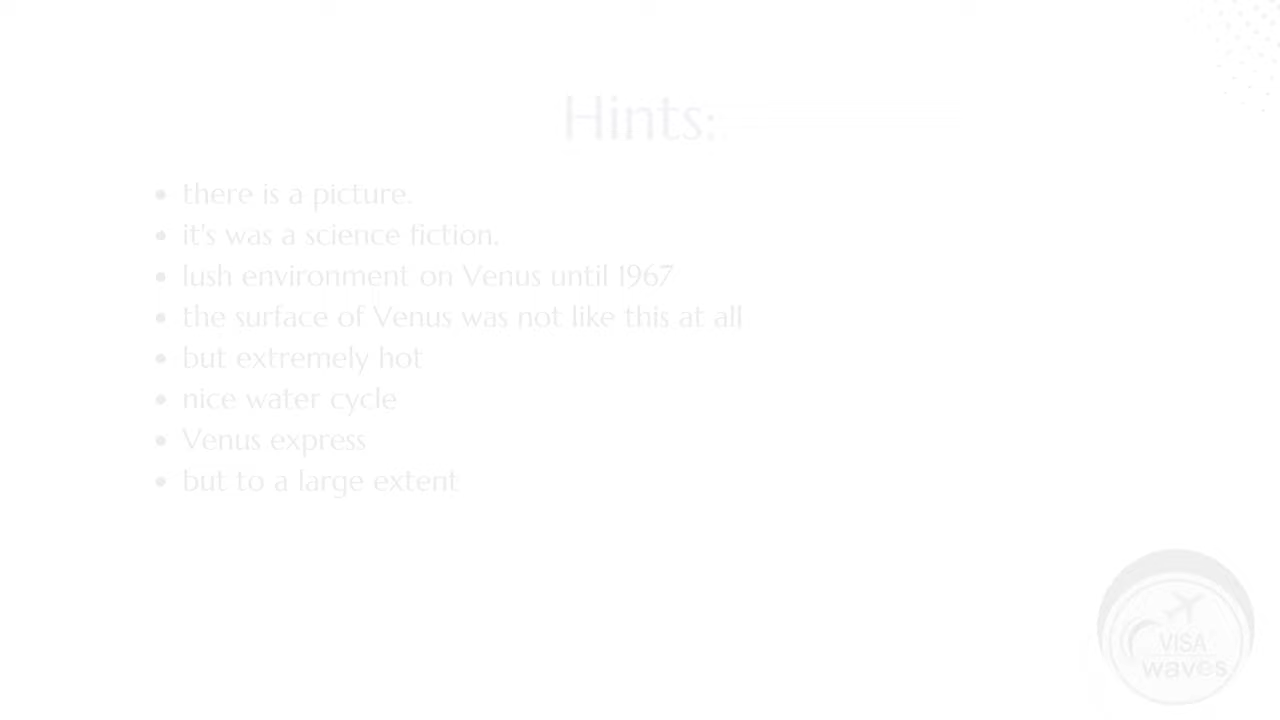 Hints:
• there is a picture.
• it's was a science fiction.
• lush environment on Venus until 1967
• the surface of Venus was not like this at all
• but extremely hot
• nice water cycle
• Venus express
• but to a large extent
VISA
waves